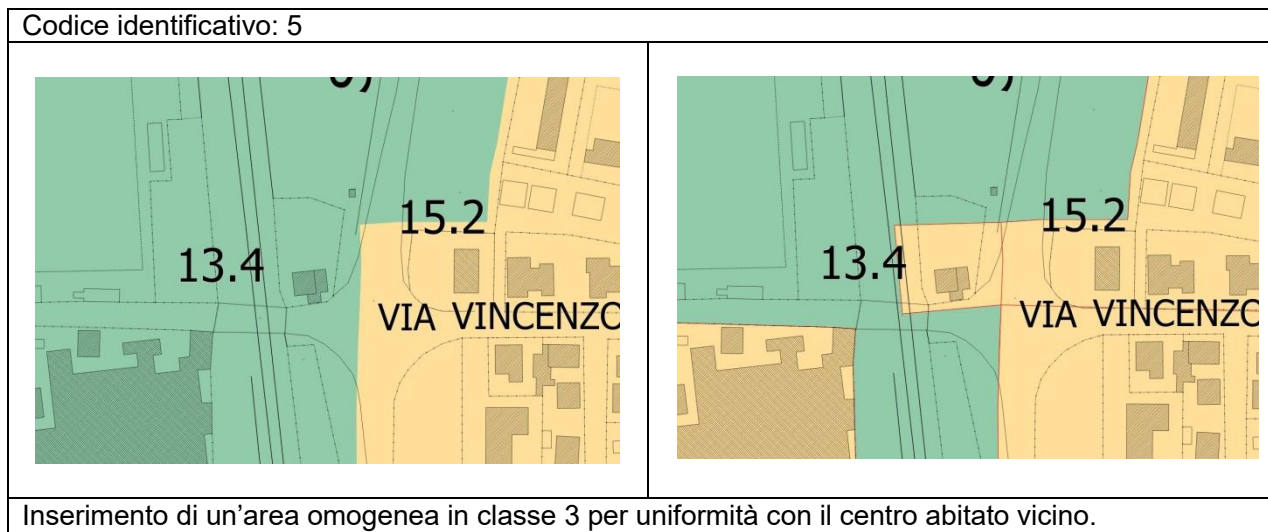 Codice identificativo: 5
15.2
13.4
VIA VINCENZO
15.2
13.4
VIA VINCENZO
Inserimento di un'area omogenea in classe 3 per uniformità con il centro abitato vicino.